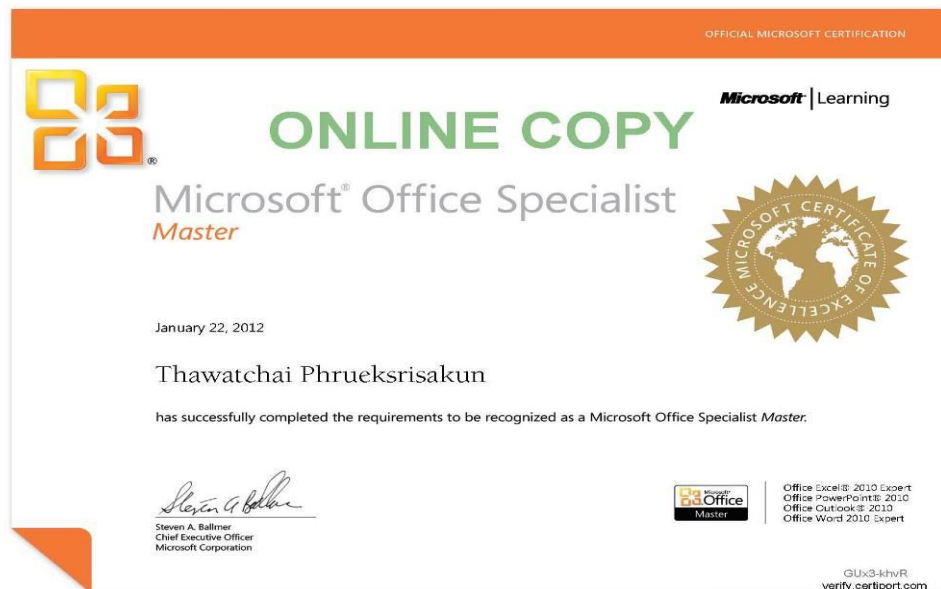 OFFICIAL MICROSOFT CERTIFICATION
Microsoft | Learning
ONLINE COPY
Microsoft® Office Specialist
Master
MICROSOFT CERTIFICATE OF EXCELLENCE
January 22, 2012
Thawatchai Phrueksrisakun
has successfully completed the requirements to be recognized as a Microsoft Office Specialist Master.
Steven A Ballmer
Steven A. Ballmer
Chief Executive Officer
Microsoft Corporation
Microsoft®
Office
Master
Office Excel® 2010 Expert
Office PowerPoint® 2010
Office Outlook® 2010
Office Word 2010 Expert
GUx3-khvR
verify.certiport.com